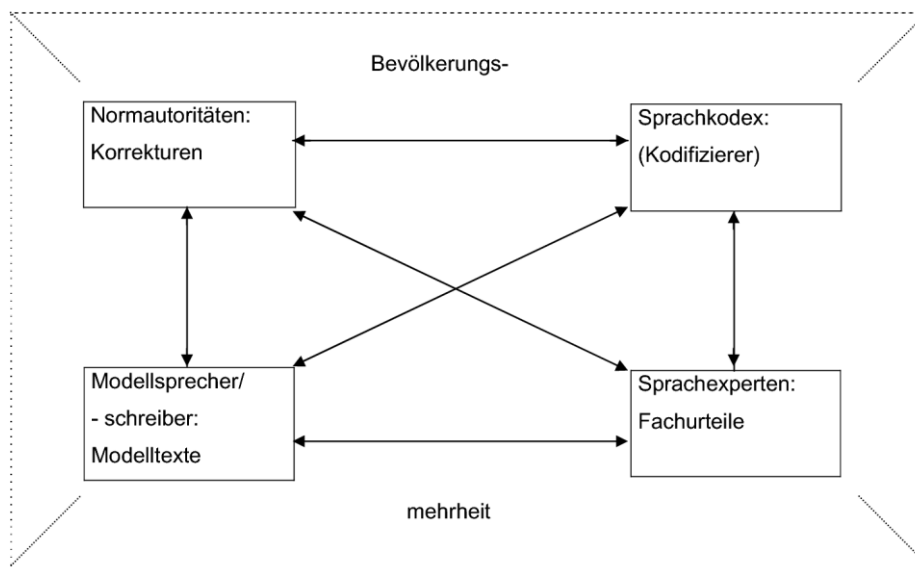 Bevölkerungs-
Normautoritäten:
Korrekturen
Sprachkodex:
(Kodifizierer)
Modellsprecher/
- schreiber:
Modelltexte
Sprachexperten:
Fachurteile
mehrheit